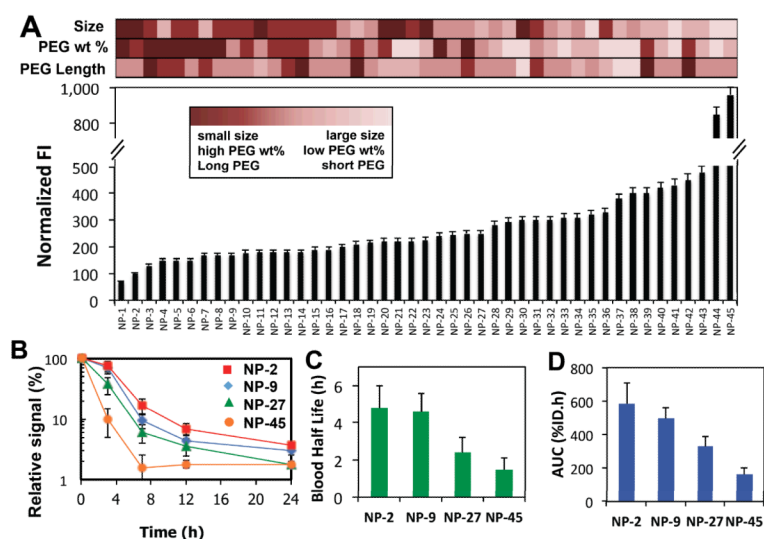 A
Size
PEG wt %
PEG Length
small size large size
high PEG wt% low PEG wt%
Long PEG short PEG
Normalized FI
1,000
800
500
400
300
200
100
0
NP-1 NP-2 NP-3 NP-4 NP-5 NP-6 NP-7 NP-8 NP-9 NP-10 NP-11 NP-12 NP-13 NP-14 NP-15 NP-16 NP-17 NP-18 NP-19 NP-20 NP-21 NP-22 NP-23 NP-24 NP-25 NP-26 NP-27 NP-28 NP-29 NP-30 NP-31 NP-32 NP-33 NP-34 NP-35 NP-36 NP-37 NP-38 NP-39 NP-40 NP-41 NP-42 NP-43 NP-44 NP-45
B
Relative signal (%)
100
10
1
NP-2
NP-9
NP-27
NP-45
0 4 8 12 16 20 24
Time (h)
C
Blood Half Life (h)
6
4
2
0
NP-2 NP-9 NP-27 NP-45
D
AUC (%ID.h)
800
600
400
200
0
NP-2 NP-9 NP-27 NP-45